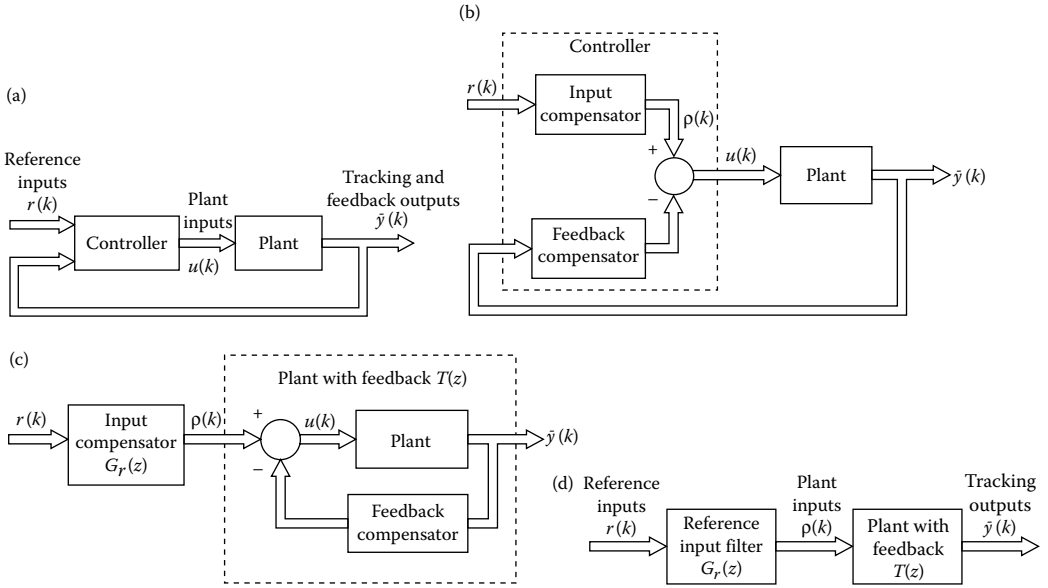 (a)
Reference
inputs
r(k)
Controller
Plant
inputs
u(k)
Plant
Tracking and
feedback outputs
ỹ(k)
(b)
Controller
r(k)
Input
compensator
ρ(k)
+
−
u(k)
Plant
ỹ(k)
Feedback
compensator
(c)
Plant with feedback T(z)
r(k)
Input
compensator
Gr(z)
ρ(k)
+
−
u(k)
Plant
ỹ(k)
Feedback
compensator
(d)
Reference
inputs
r(k)
Reference
input filter
Gr(z)
Plant
inputs
ρ(k)
Plant with
feedback
T(z)
Tracking
outputs
ỹ(k)